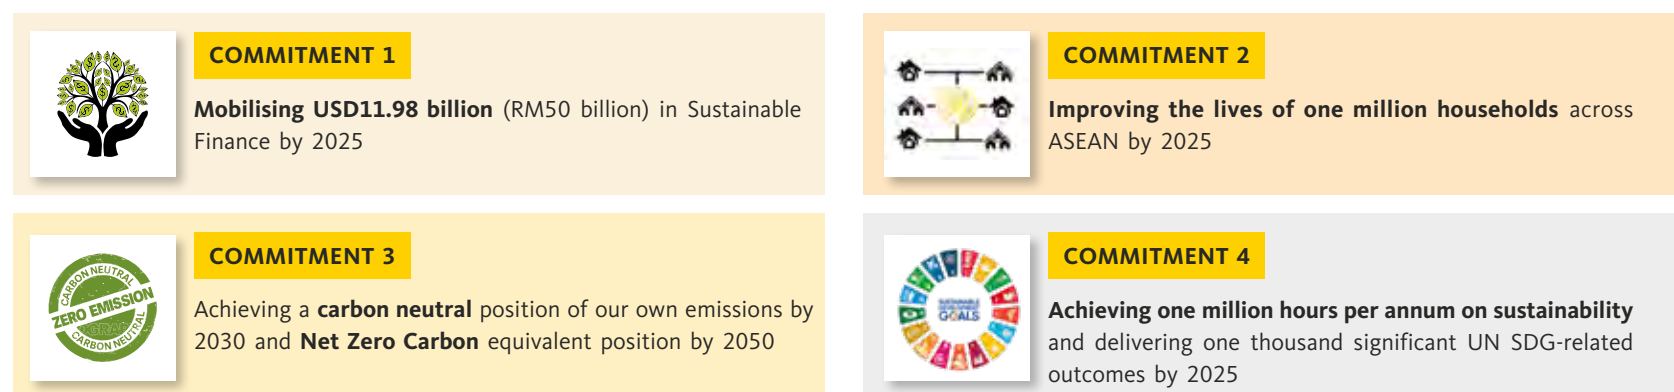 COMMITMENT 1
Mobilising USD11.98 billion (RM50 billion) in Sustainable
Finance by 2025
COMMITMENT 2
Improving the lives of one million households across
ASEAN by 2025
CARBON NEUTRAL
ZERO EMISSION
CARBON NEUTRAL
COMMITMENT 3
Achieving a carbon neutral position of our own emissions by
2030 and Net Zero Carbon equivalent position by 2050
SUSTAINABLE
DEVELOPMENT
GOALS
COMMITMENT 4
Achieving one million hours per annum on sustainability
and delivering one thousand significant UN SDG-related
outcomes by 2025